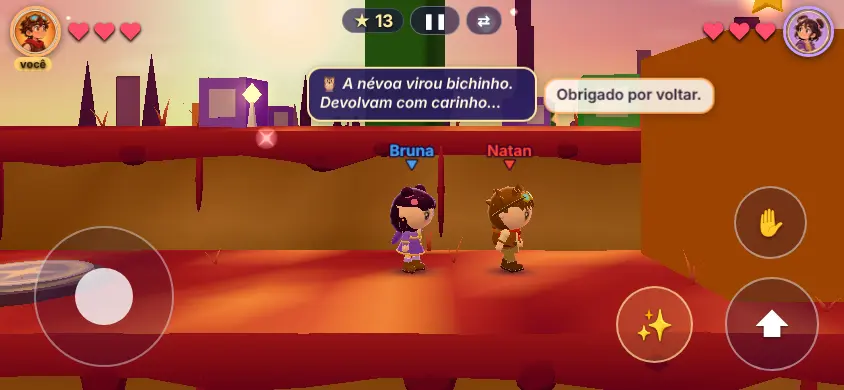 13
você
🦉 A névoa virou bichinho.
Devolvam com carinho...
Obrigado por voltar.
Bruna
Natan